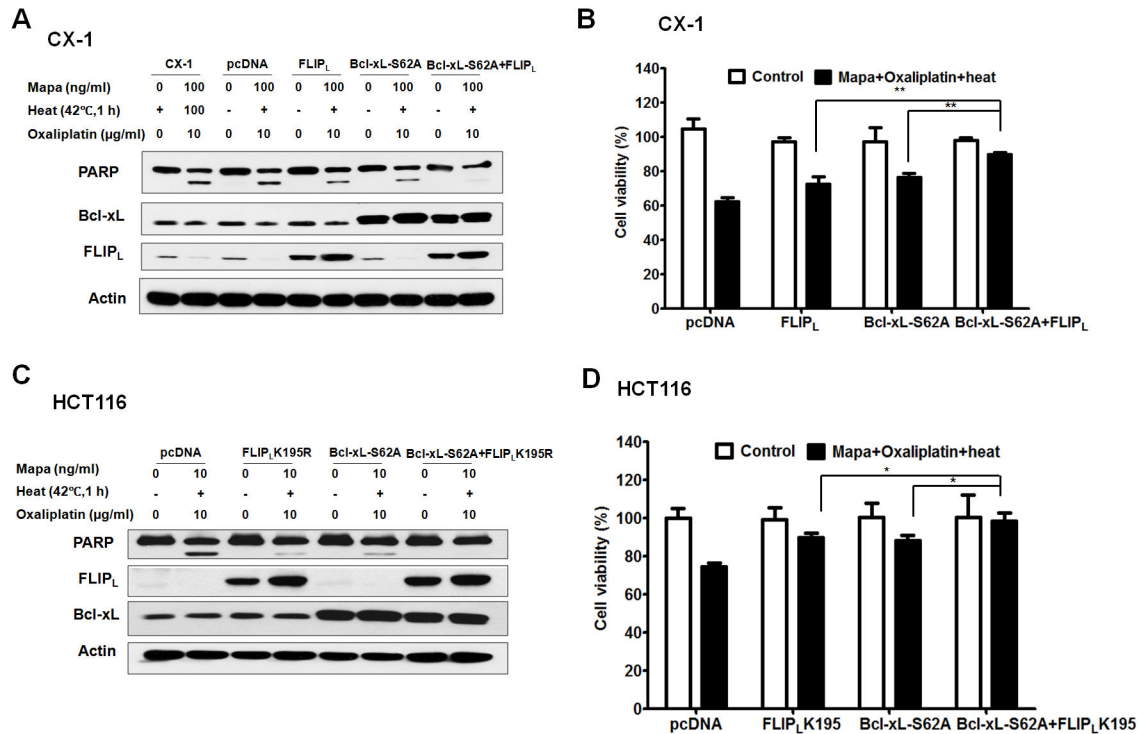 A
CX-1
CX-1 pcDNA FLIPL Bcl-xL-S62A Bcl-xL-S62A+FLIPL
Mapa (ng/ml) 0 100 0 100 0 100 0 100 0 100
Heat (42℃,1 h) + 100 - + - + - + - +
Oxaliplatin (μg/ml) 0 10 0 10 0 10 0 10 0 10
PARP
Bcl-xL
FLIPL
Actin
B
CX-1
Control Mapa+Oxaliplatin+heat
**
**
Cell viability (%)
140
120
100
80
60
40
20
0
pcDNA FLIPL Bcl-xL-S62A Bcl-xL-S62A+FLIPL
C
HCT116
pcDNA FLIPLK195R Bcl-xL-S62A Bcl-xL-S62A+FLIPLK195R
Mapa (ng/ml) 0 10 0 10 0 10 0 10
Heat (42℃,1 h) - + - + - + - +
Oxaliplatin (μg/ml) 0 10 0 10 0 10 0 10
PARP
FLIPL
Bcl-xL
Actin
D
HCT116
Control Mapa+Oxaliplatin+heat
*
*
Cell viability (%)
140
120
100
80
60
40
20
0
pcDNA FLIPLK195 Bcl-xL-S62A Bcl-xL-S62A+FLIPLK195